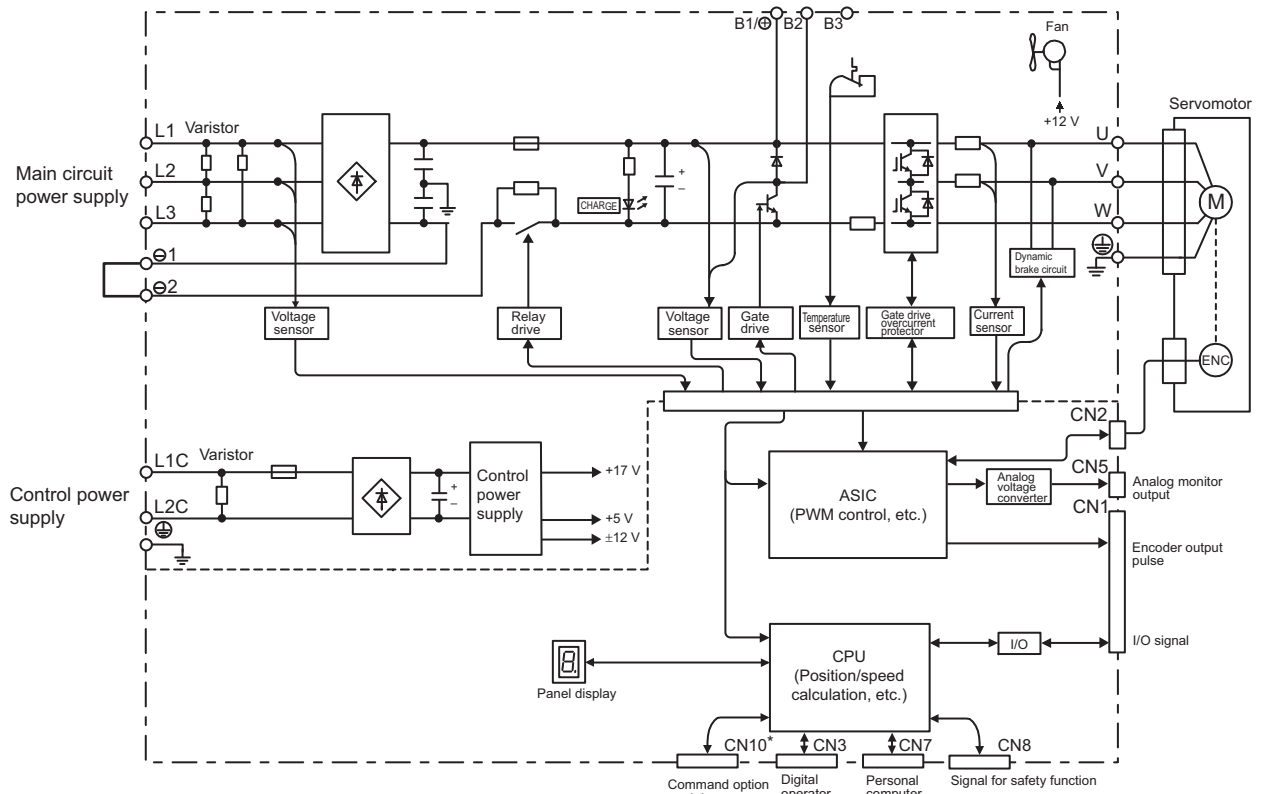 B1/⊕ B2 B3
Fan
+12 V
Servomotor
Main circuit
power supply
L1 Varistor
L2
L3
⊖1
⊖2
CHARGE
+
–
U
V
W
M
ENC
Dynamic
brake circuit
Voltage
sensor
Relay
drive
Voltage
sensor
Gate
drive
Temperature
sensor
Gate drive
overcurrent
protector
Current
sensor
Control power
supply
L1C Varistor
L2C
+
–
Control
power
supply
+17 V
+5 V
±12 V
ASIC
(PWM control, etc.)
Analog
voltage
converter
CN2
CN5
Analog monitor
output
CN1
Encoder output
pulse
I/O signal
I/O
CPU
(Position/speed
calculation, etc.)
8.
Panel display
CN10* CN3 CN7 CN8
Command option
Digital
operator
Personal
computer
Signal for safety function